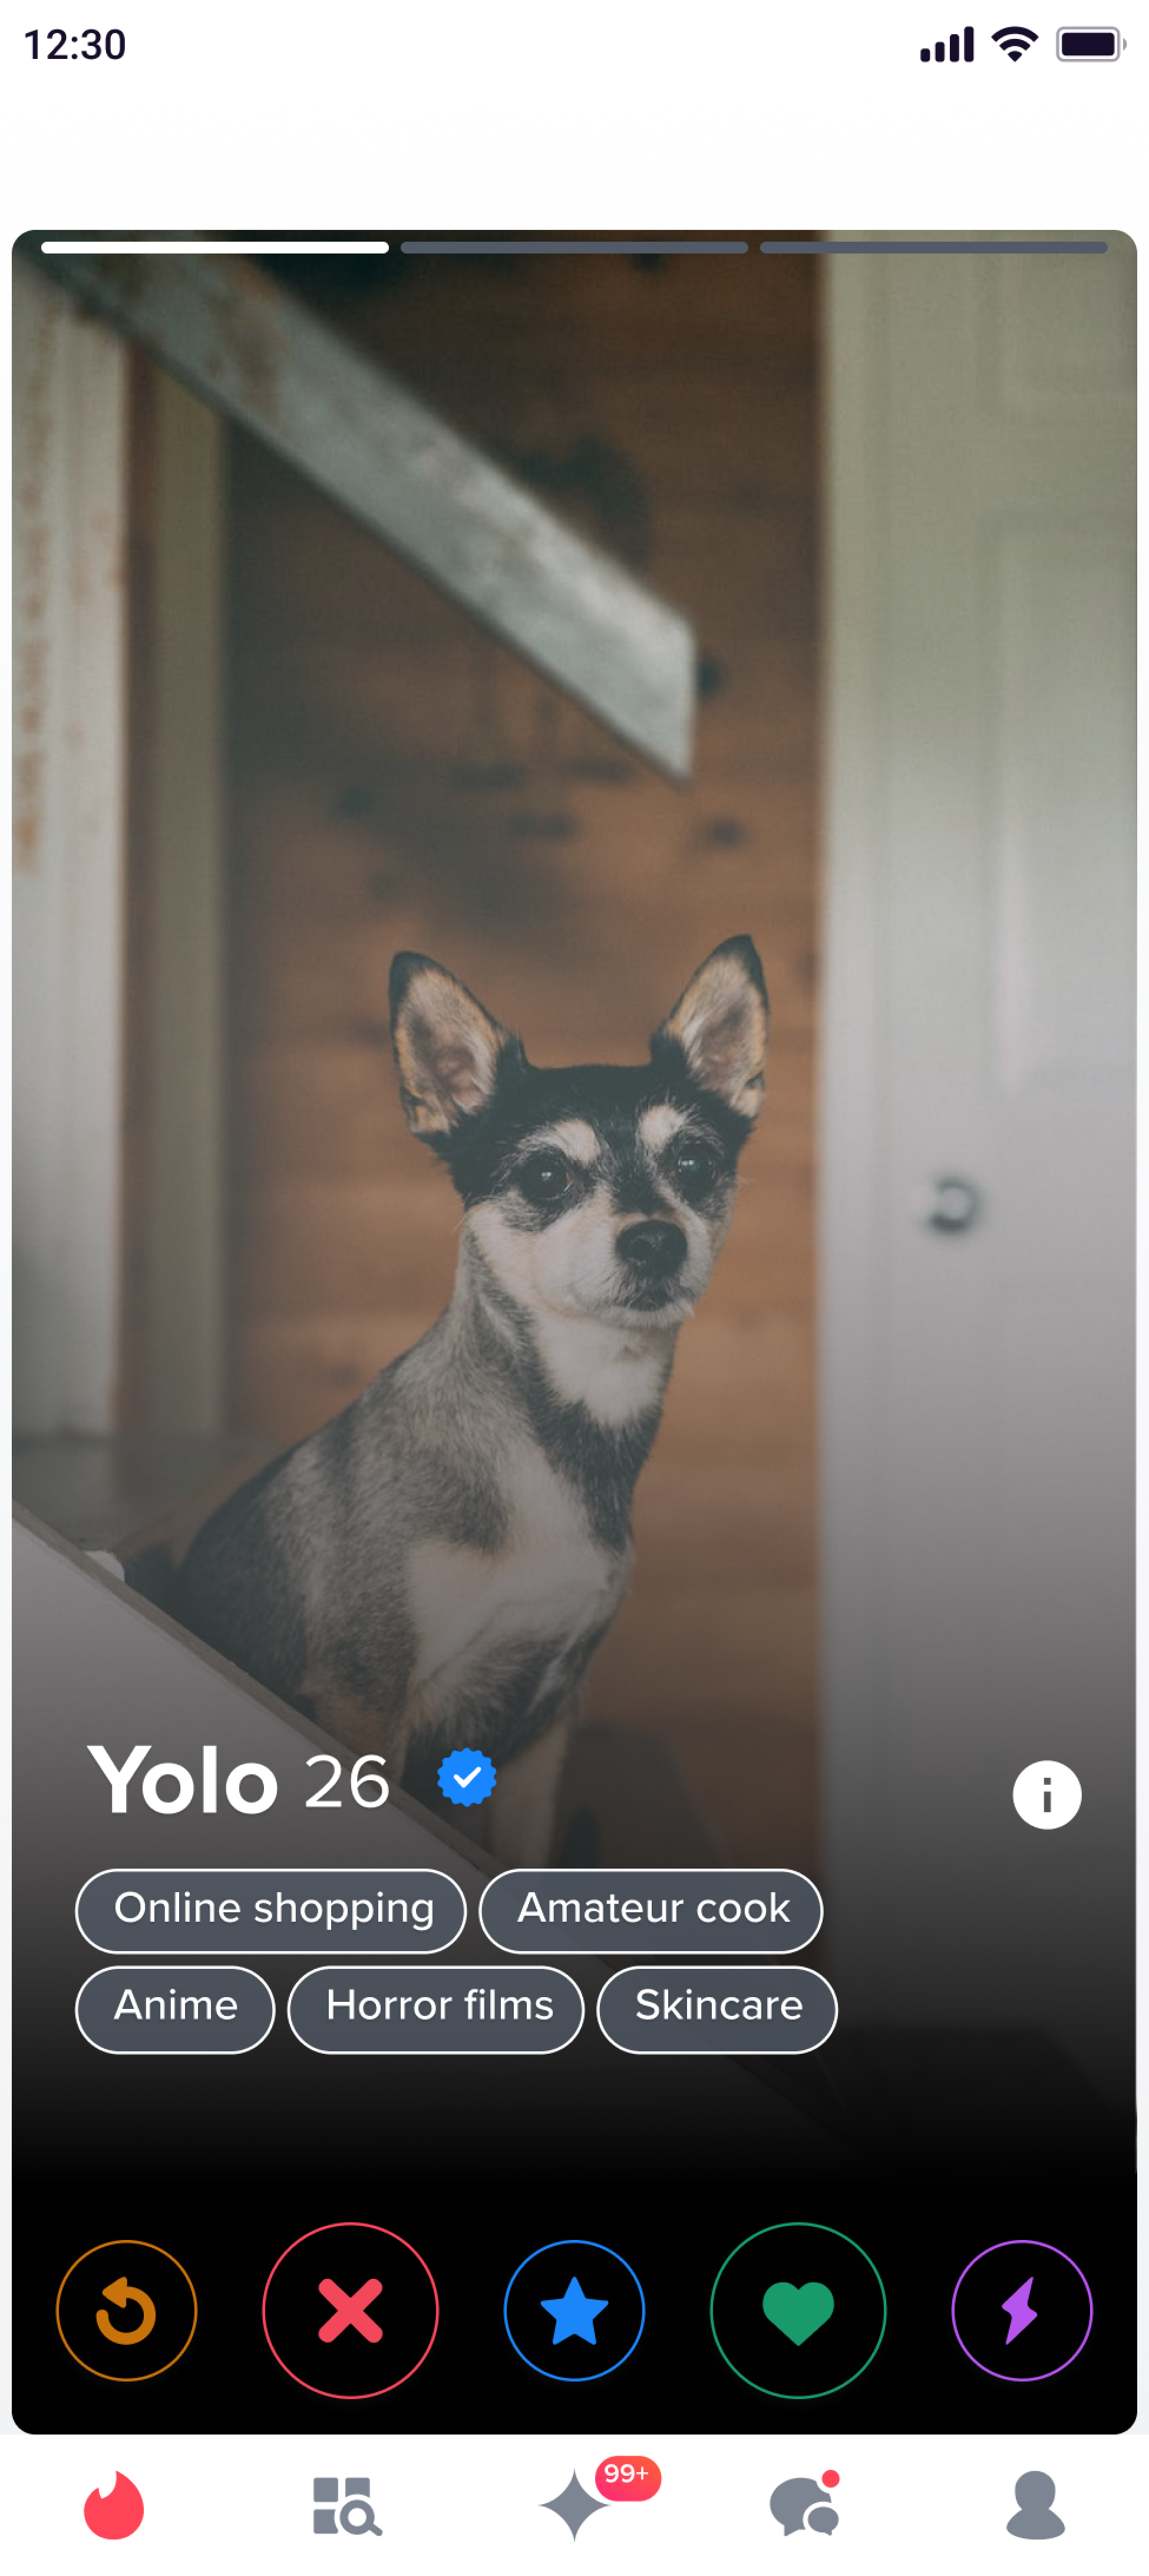 12:30
Yolo 26
Online shopping Amateur cook
Anime Horror films Skincare
99+